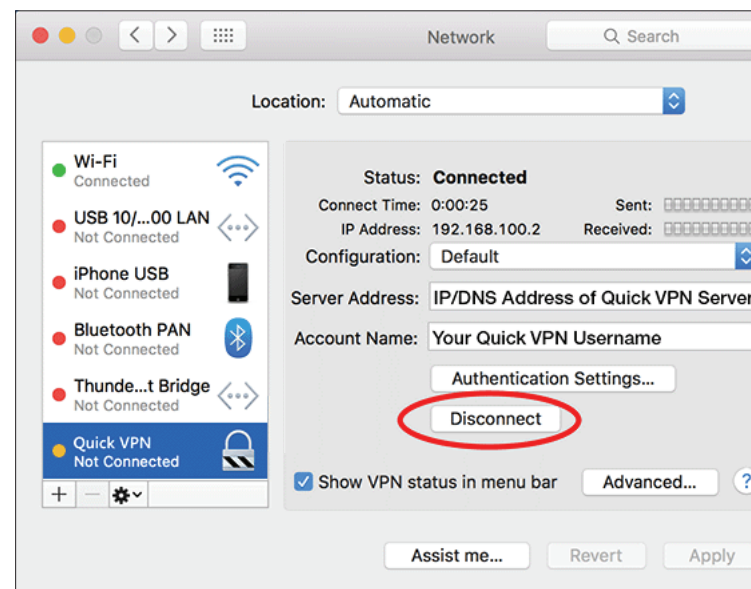 Network
Search
Location: Automatic
Wi-Fi
Connected
USB 10/...00 LAN
Not Connected
iPhone USB
Not Connected
Bluetooth PAN
Not Connected
Thunde...t Bridge
Not Connected
Quick VPN
Not Connected
Status: Connected
Connect Time: 0:00:25 Sent:
IP Address: 192.168.100.2 Received:
Configuration: Default
Server Address: IP/DNS Address of Quick VPN Server
Account Name: Your Quick VPN Username
Authentication Settings...
Disconnect
Show VPN status in menu bar Advanced... ?
Assist me... Revert Apply